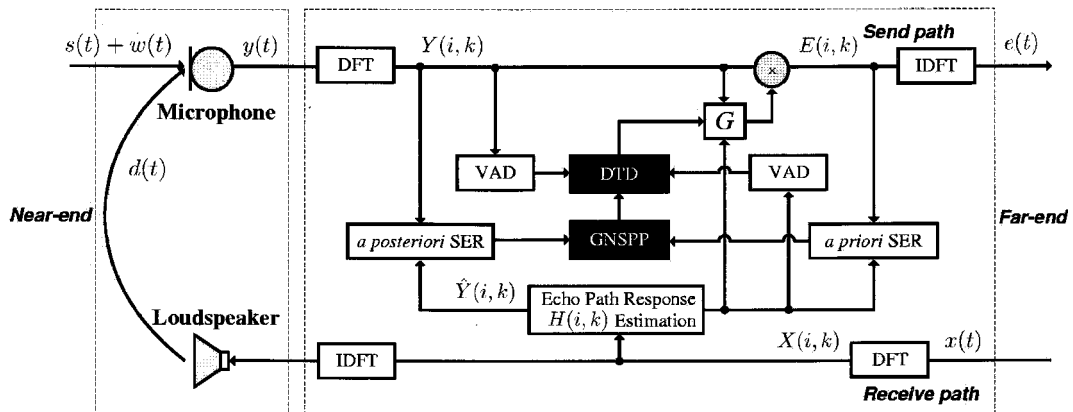 s(t) + w(t)
y(t)
Y(i, k)
E(i, k)
Send path
e(t)
DFT
×
IDFT
Microphone
G
d(t)
VAD
DTD
VAD
Near-end
Far-end
a posteriori SER
GNSPP
a priori SER
Ŷ(i, k)
Echo Path Response
H(i, k) Estimation
Loudspeaker
IDFT
X(i, k)
DFT
x(t)
Receive path